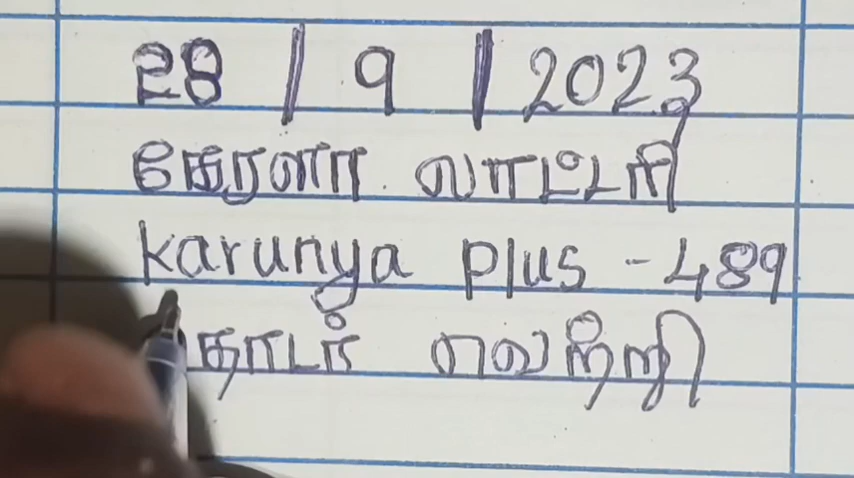 28/9/2023
கேரளா லாட்டரி
karunya plus - 489
தொடர் வெற்றி